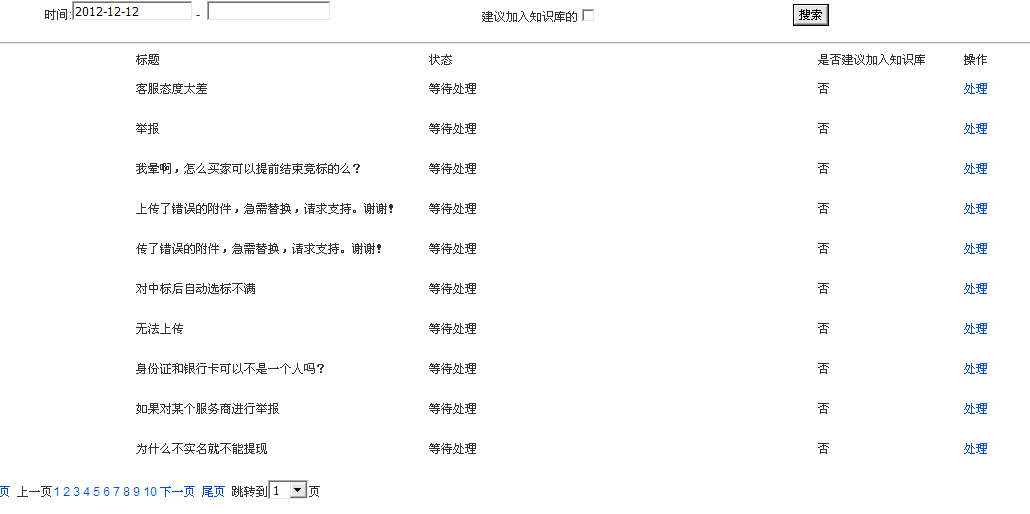 时间:2012-12-12 - 建议加入知识库的 搜索
标题 状态 是否建议加入知识库 操作
客服态度太差 等待处理 否 处理
举报 等待处理 否 处理
我晕啊，怎么买家可以提前结束竞标的么？ 等待处理 否 处理
上传了错误的附件，急需替换，请求支持。谢谢！ 等待处理 否 处理
传了错误的附件，急需替换，请求支持。谢谢！ 等待处理 否 处理
对中标后自动选标不满 等待处理 否 处理
无法上传 等待处理 否 处理
身份证和银行卡可以不是一个人吗？ 等待处理 否 处理
如果对某个服务商进行举报 等待处理 否 处理
为什么不实名就不能提现 等待处理 否 处理
页 上一页 1 2 3 4 5 6 7 8 9 10 下一页 尾页 跳转到 1 页